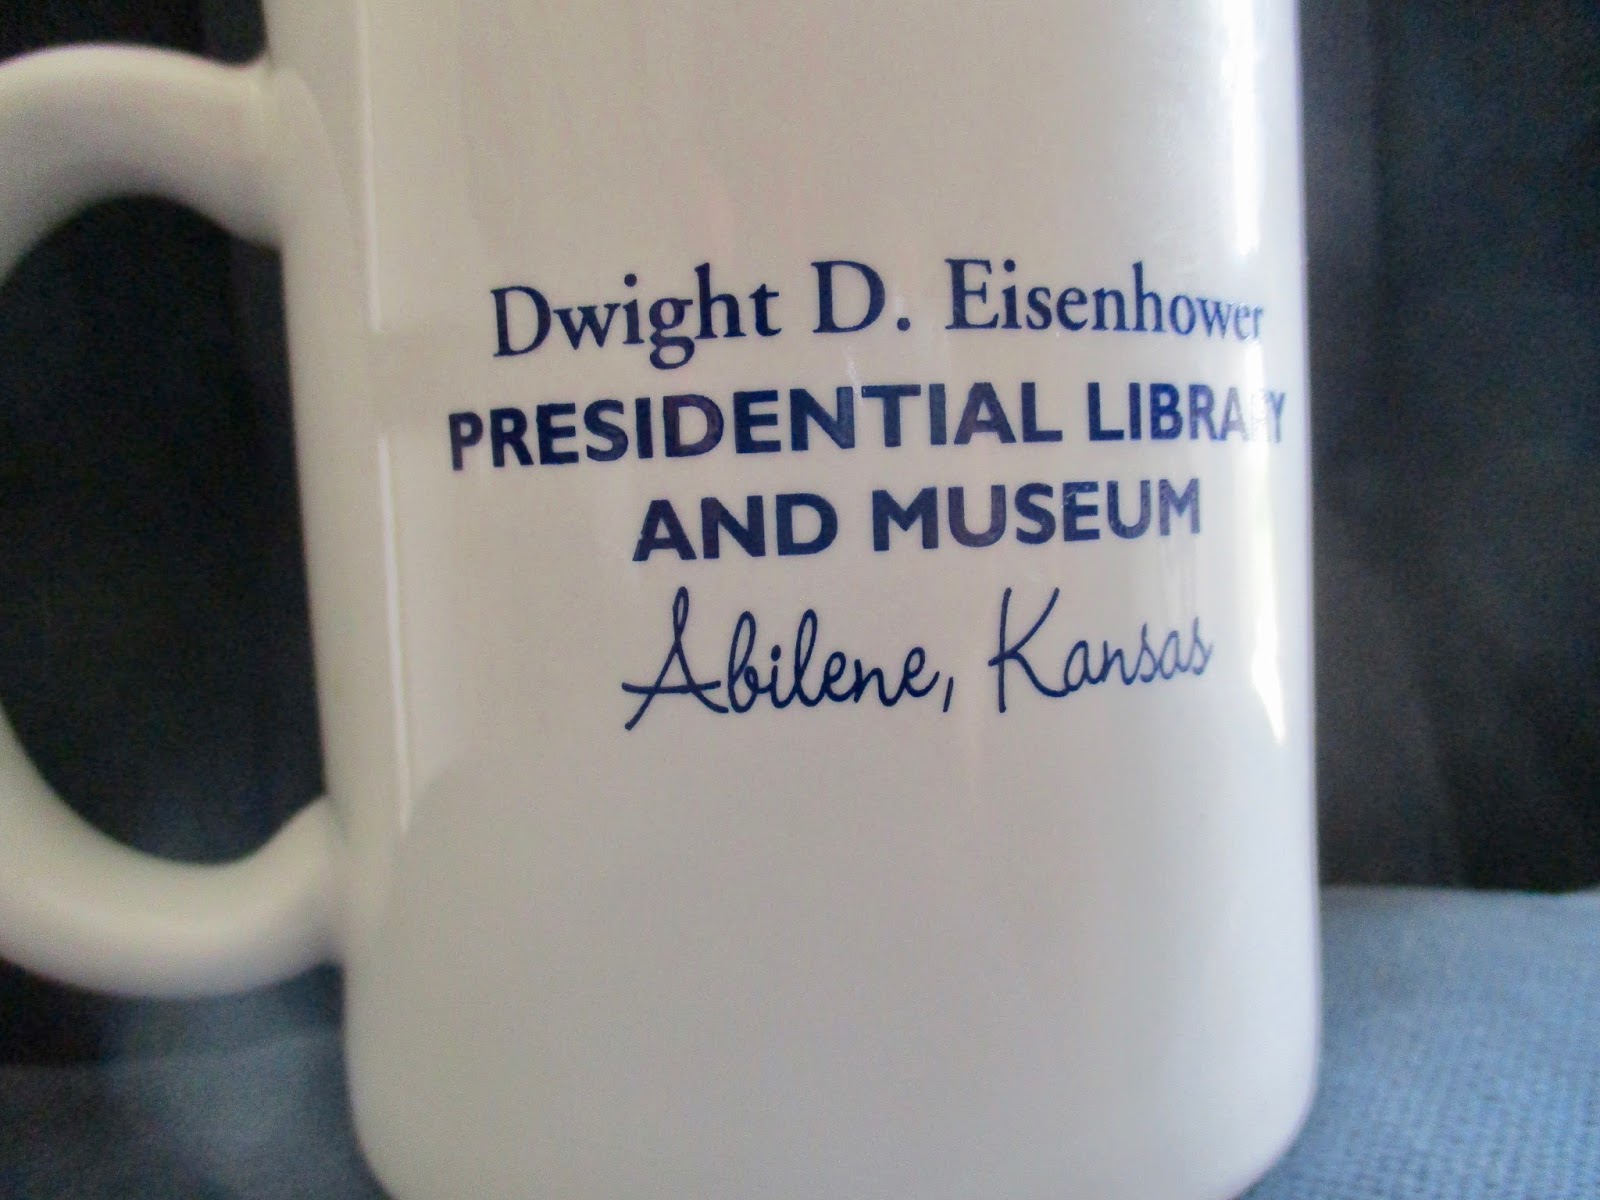 Dwight D. Eisenhower
PRESIDENTIAL LIBRARY
AND MUSEUM
Abilene, Kansas